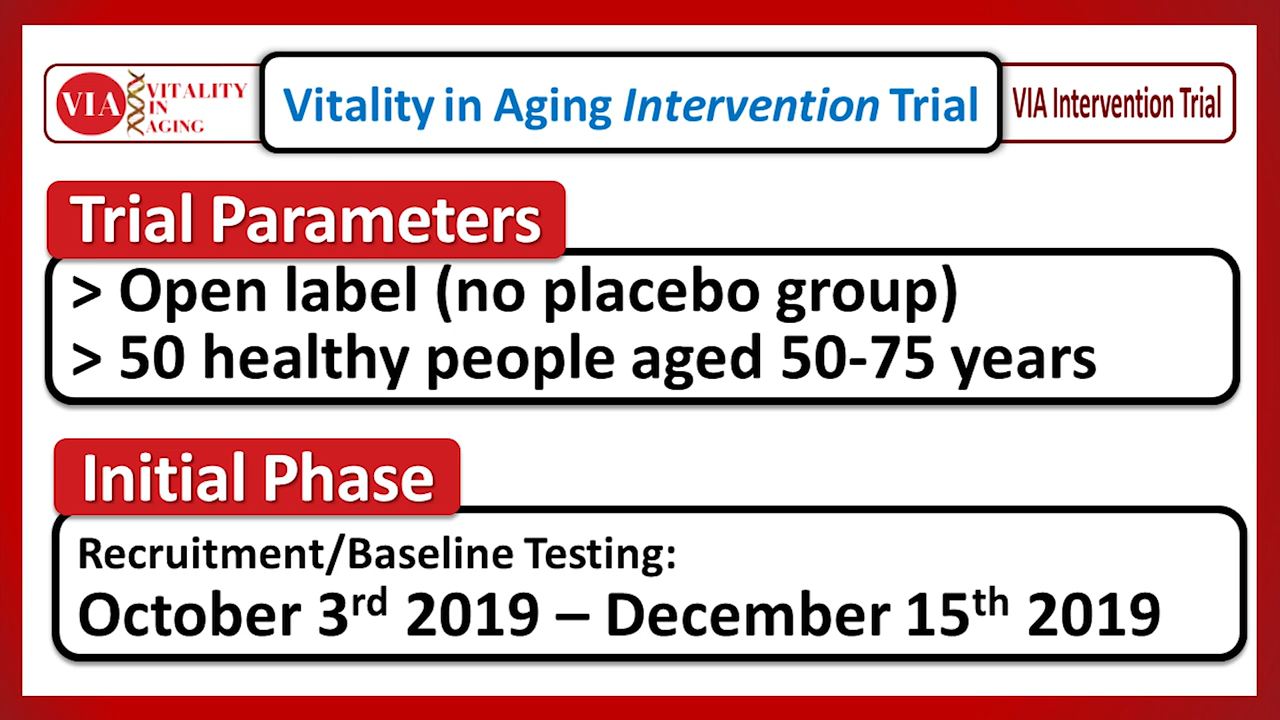 VIA
VITALITY
IN
AGING
Vitality in Aging Intervention Trial
VIA Intervention Trial
Trial Parameters
> Open label (no placebo group)
> 50 healthy people aged 50-75 years
Initial Phase
Recruitment/Baseline Testing:
October 3rd 2019 – December 15th 2019